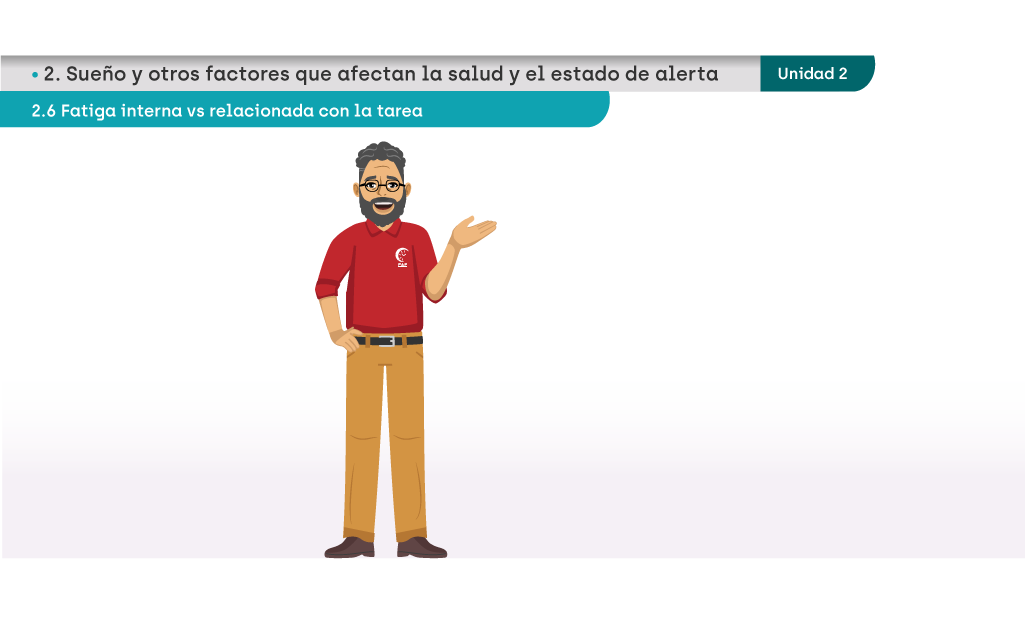 • 2. Sueño y otros factores que afectan la salud y el estado de alerta
Unidad 2
2.6 Fatiga interna vs relacionada con la tarea